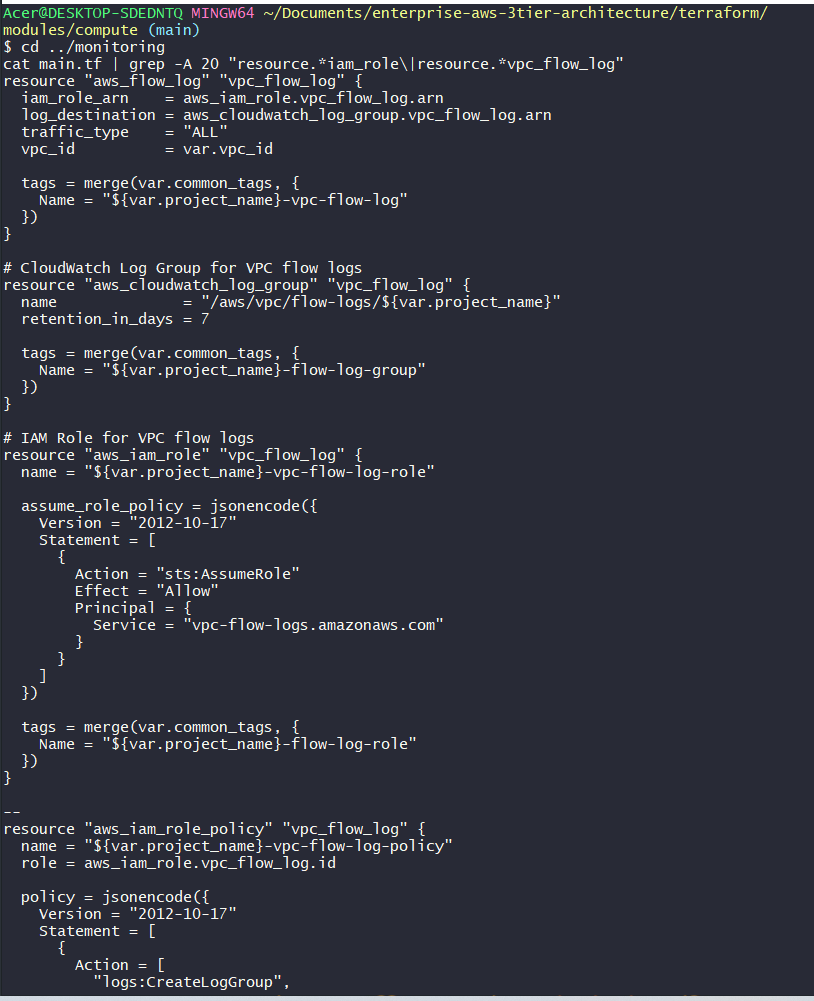 Acer@DESKTOP-SDEDNTQ MINGW64 ~/Documents/enterprise-aws-3tier-architecture/terraform/
modules/compute (main)
$ cd ../monitoring
cat main.tf | grep -A 20 "resource.*iam_role\|resource.*vpc_flow_log"
resource "aws_flow_log" "vpc_flow_log" {
  iam_role_arn    = aws_iam_role.vpc_flow_log.arn
  log_destination = aws_cloudwatch_log_group.vpc_flow_log.arn
  traffic_type    = "ALL"
  vpc_id          = var.vpc_id

  tags = merge(var.common_tags, {
    Name = "${var.project_name}-vpc-flow-log"
  })
}

# CloudWatch Log Group for VPC flow logs
resource "aws_cloudwatch_log_group" "vpc_flow_log" {
  name              = "/aws/vpc/flow-logs/${var.project_name}"
  retention_in_days = 7

  tags = merge(var.common_tags, {
    Name = "${var.project_name}-flow-log-group"
  })
}

# IAM Role for VPC flow logs
resource "aws_iam_role" "vpc_flow_log" {
  name = "${var.project_name}-vpc-flow-log-role"

  assume_role_policy = jsonencode({
    Version = "2012-10-17"
    Statement = [
      {
        Action = "sts:AssumeRole"
        Effect = "Allow"
        Principal = {
          Service = "vpc-flow-logs.amazonaws.com"
        }
      }
    ]
  })

  tags = merge(var.common_tags, {
    Name = "${var.project_name}-flow-log-role"
  })
}

--
resource "aws_iam_role_policy" "vpc_flow_log" {
  name = "${var.project_name}-vpc-flow-log-policy"
  role = aws_iam_role.vpc_flow_log.id

  policy = jsonencode({
    Version = "2012-10-17"
    Statement = [
      {
        Action = [
          "logs:CreateLogGroup",